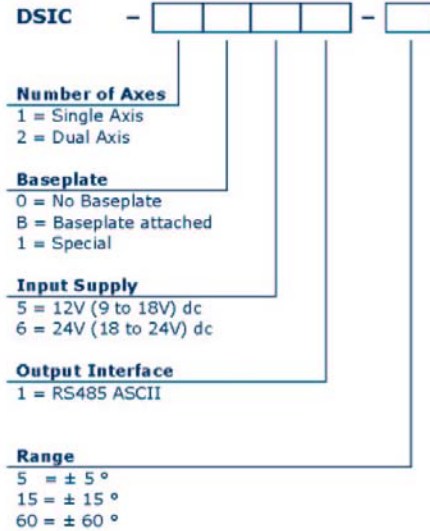 DSIC - -
Number of Axes
1 = Single Axis
2 = Dual Axis
Baseplate
0 = No Baseplate
B = Baseplate attached
1 = Special
Input Supply
5 = 12V (9 to 18V) dc
6 = 24V (18 to 24V) dc
Output Interface
1 = RS485 ASCII
Range
5 = ± 5 °
15 = ± 15 °
60 = ± 60 °